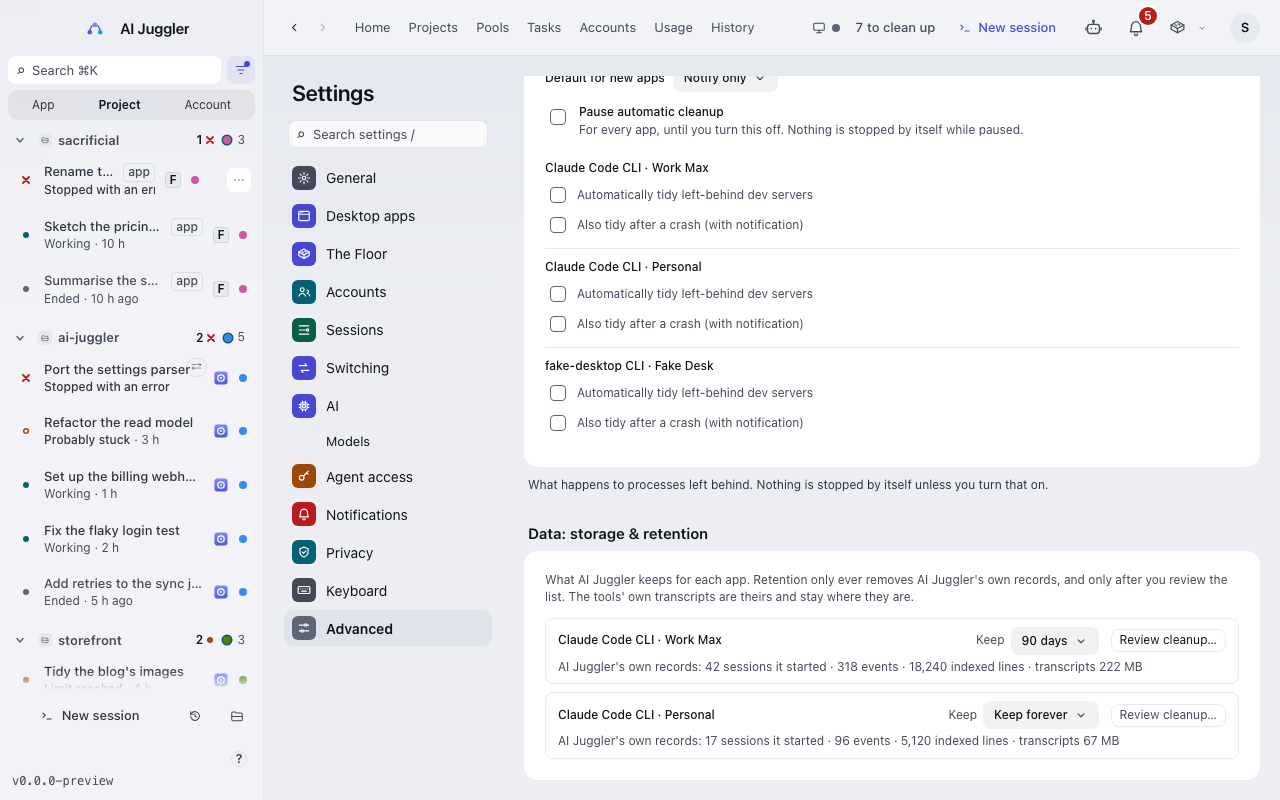 AI Juggler
Search ⌘K
App
Project
Account
sacrificial
1
3
Rename t...
app
Stopped with an err
F
Sketch the pricin...
app
Working · 10 h
F
Summarise the s...
app
Ended · 10 h ago
F
ai-juggler
2
5
Port the settings parser
Stopped with an error
Refactor the read model
Probably stuck · 3 h
Set up the billing webh...
Working · 1 h
Fix the flaky login test
Working · 2 h
Add retries to the sync j...
Ended · 5 h ago
storefront
2
3
Tidy the blog's images
Limit reached · 4 h
New session
?
v0.0.0-preview
Home
Projects
Pools
Tasks
Accounts
Usage
History
7 to clean up
New session
5
S
Settings
Search settings /
General
Desktop apps
The Floor
Accounts
Sessions
Switching
AI
Models
Agent access
Notifications
Privacy
Keyboard
Advanced
Default for new apps
Notify only
Pause automatic cleanup
For every app, until you turn this off. Nothing is stopped by itself while paused.
Claude Code CLI · Work Max
Automatically tidy left-behind dev servers
Also tidy after a crash (with notification)
Claude Code CLI · Personal
Automatically tidy left-behind dev servers
Also tidy after a crash (with notification)
fake-desktop CLI · Fake Desk
Automatically tidy left-behind dev servers
Also tidy after a crash (with notification)
What happens to processes left behind. Nothing is stopped by itself unless you turn that on.
Data: storage & retention
What AI Juggler keeps for each app. Retention only ever removes AI Juggler's own records, and only after you review the
list. The tools' own transcripts are theirs and stay where they are.
Claude Code CLI · Work Max
Keep
90 days
Review cleanup...
AI Juggler's own records: 42 sessions it started · 318 events · 18,240 indexed lines · transcripts 222 MB
Claude Code CLI · Personal
Keep
Keep forever
Review cleanup...
AI Juggler's own records: 17 sessions it started · 96 events · 5,120 indexed lines · transcripts 67 MB